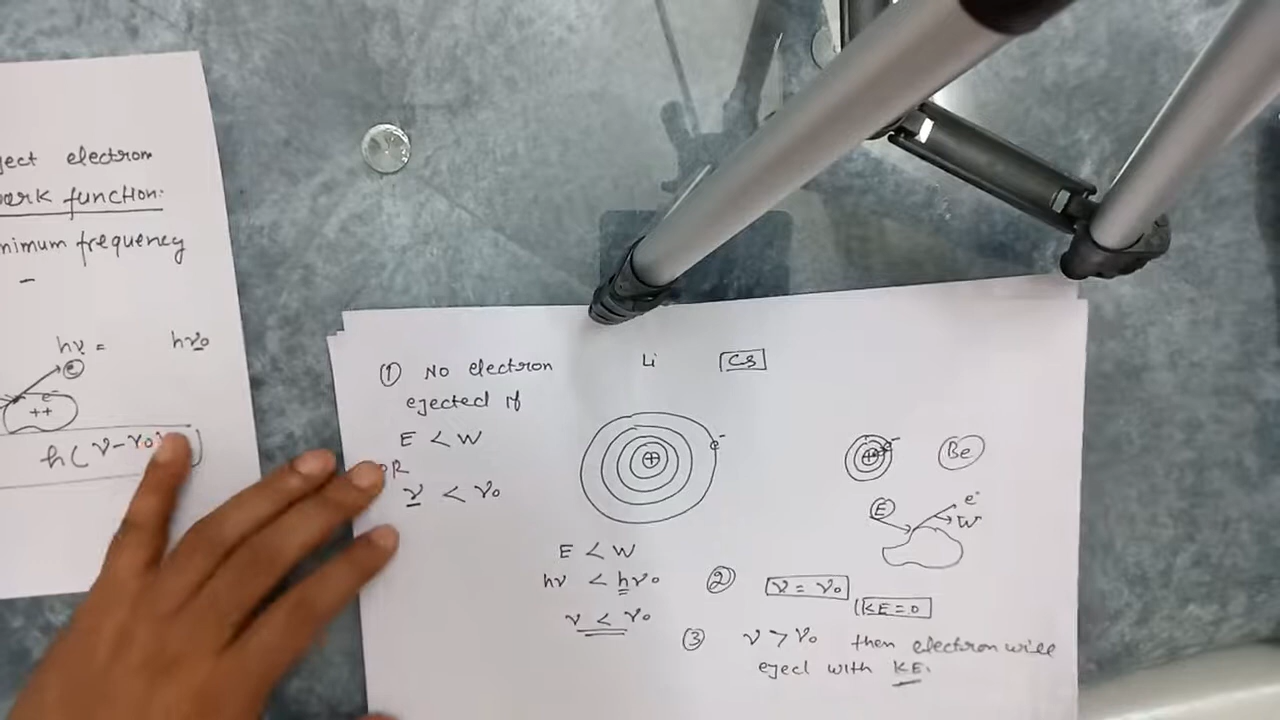 ject electron
ork function:
nimum frequency
hν = hν0
e
e-
++
h(ν-ν0)
① No electron
ejected if
E < W
OR
ν < ν0
Li Cs
+ e-
Be
E e-
W
E < W
hν < hν0
ν < ν0
② ν = ν0
KE = 0
③ ν > ν0 then electron will
eject with KE.